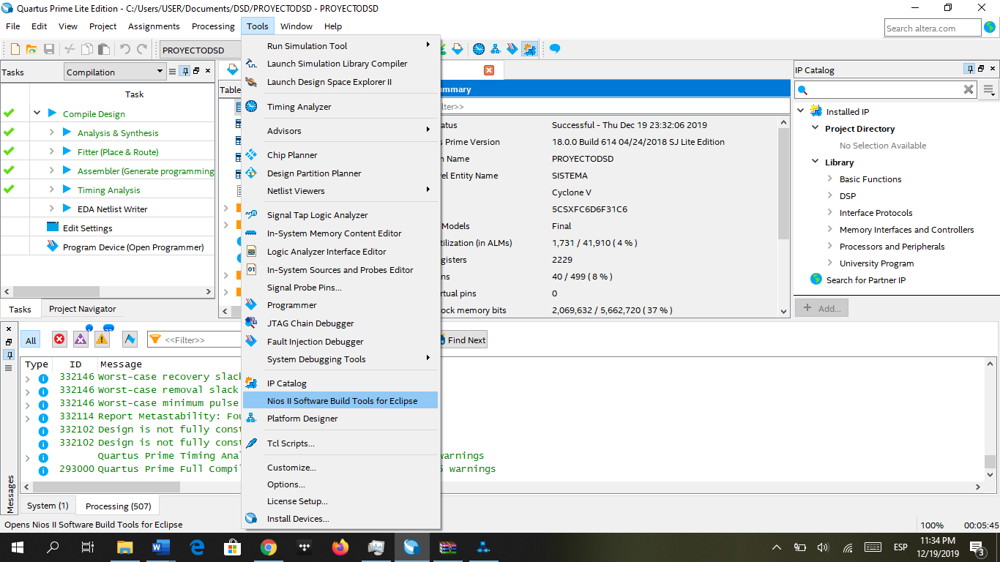 Quartus Prime Lite Edition - C:/Users/USER/Documents/DSD/PROYECTODSD - PROYECTODSD
File Edit View Project Assignments Processing Tools Window Help
Search altera.com
PROYECTODSD
Tasks
Compilation
Task
Compile Design
Analysis & Synthesis
Fitter (Place & Route)
Assembler (Generate programming
Timing Analysis
EDA Netlist Writer
Edit Settings
Program Device (Open Programmer)
Tasks
Project Navigator
Table
Run Simulation Tool
Launch Simulation Library Compiler
Launch Design Space Explorer II
Timing Analyzer
Advisors
Chip Planner
Design Partition Planner
Netlist Viewers
Signal Tap Logic Analyzer
In-System Memory Content Editor
Logic Analyzer Interface Editor
In-System Sources and Probes Editor
Signal Probe Pins...
Programmer
JTAG Chain Debugger
Fault Injection Debugger
System Debugging Tools
IP Catalog
Nios II Software Build Tools for Eclipse
Platform Designer
Tcl Scripts...
Customize...
Options...
License Setup...
Install Devices...
mmary
lter>>
atus Successful - Thu Dec 19 23:32:06 2019
s Prime Version 18.0.0 Build 614 04/24/2018 SJ Lite Edition
n Name PROYECTODSD
vel Entity Name SISTEMA
Cyclone V
5CSXFC6D6F31C6
Models Final
tilization (in ALMs) 1,731 / 41,910 ( 4 % )
gisters 2229
ns 40 / 499 ( 8 % )
rtual pins 0
ock memory bits 2,069,632 / 5,662,720 ( 37 % )
IP Catalog
Installed IP
Project Directory
No Selection Available
Library
Basic Functions
DSP
Interface Protocols
Memory Interfaces and Controllers
Processors and Peripherals
University Program
Search for Partner IP
+ Add...
All
<<Filter>>
Find Next
Type ID Message
332146 Worst-case recovery slack
332146 Worst-case removal slack
332146 Worst-case minimum pulse
332114 Report Metastability: Fou
332102 Design is not fully const
332102 Design is not fully const
Quartus Prime Timing Anal warnings
293000 Quartus Prime Full Compil 5 warnings
Messages
System (1)
Processing (507)
Opens Nios II Software Build Tools for Eclipse
100% 00:05:45
ESP
11:34 PM
12/19/2019
3